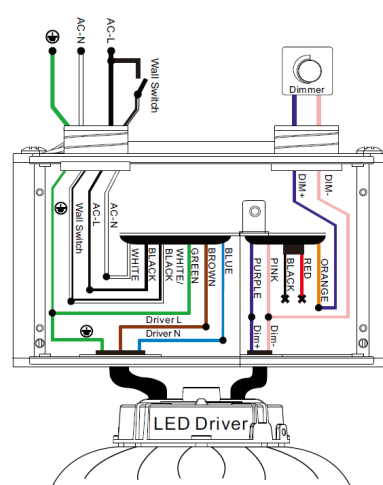 AC-N
AC-L
Wall Switch
Dimmer
DIM+
DIM-
Wall Switch
AC-L
AC-N
WHITE
BLACK
WHITE/
BLACK
GREEN
BROWN
BLUE
PURPLE
PINK
BLACK
RED
ORANGE
Driver L
Driver N
Dim+
Dim-
LED Driver